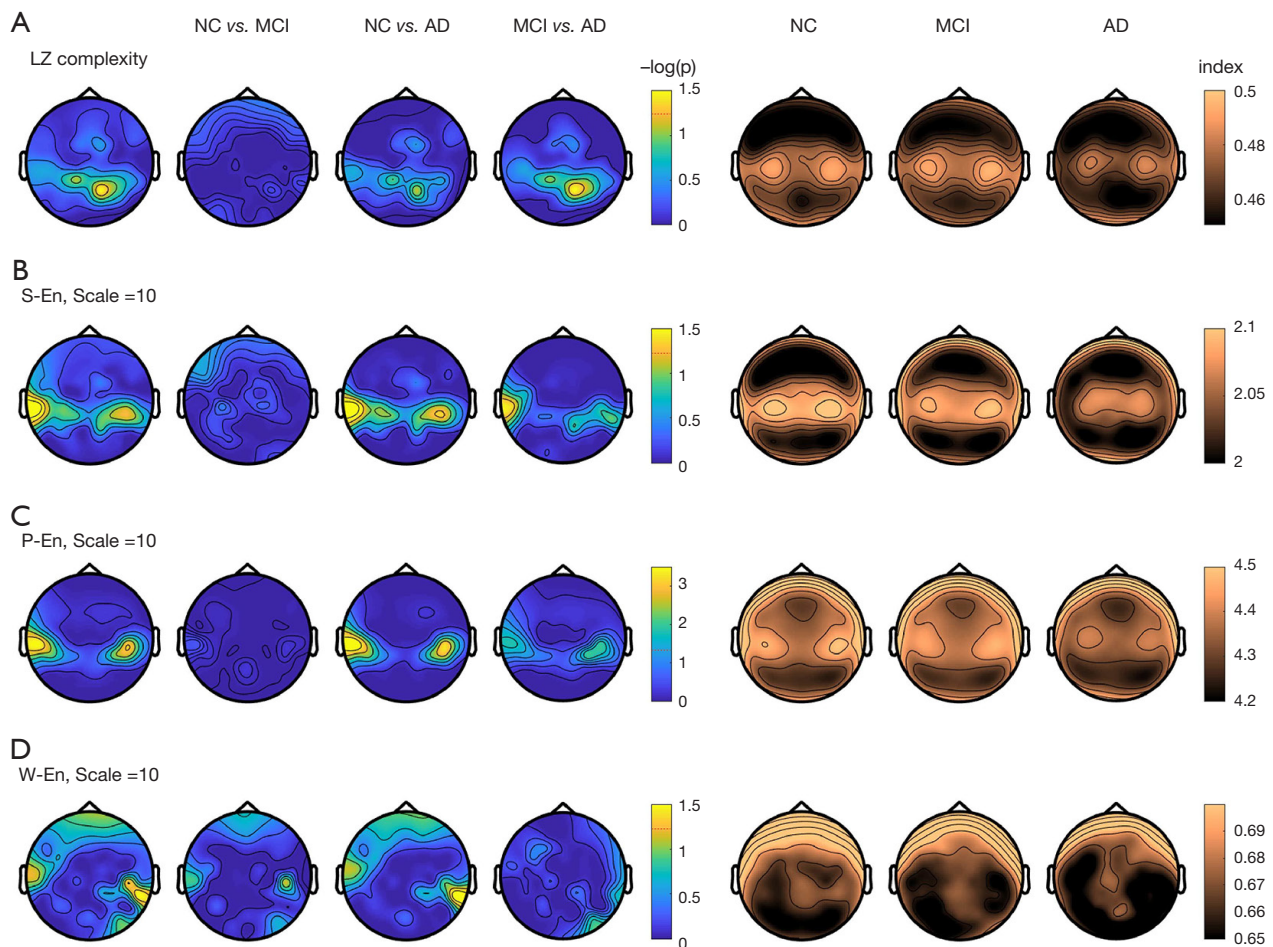 A
NC vs. MCI
NC vs. AD
MCI vs. AD
NC
MCI
AD
LZ complexity
–log(p)
index
1.5
1
0.5
0
0.5
0.48
0.46
B
S-En, Scale =10
1.5
1
0.5
0
2.1
2.05
2
C
P-En, Scale =10
3
2
1
0
4.5
4.4
4.3
4.2
D
W-En, Scale =10
1.5
1
0.5
0
0.69
0.68
0.67
0.66
0.65